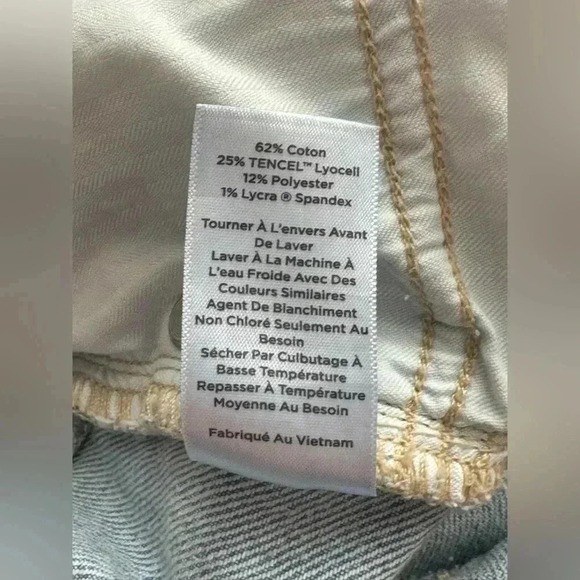 62% Coton
25% TENCEL™ Lyocell
12% Polyester
1% Lycra ® Spandex
Tourner À L'envers Avant
De Laver
Laver À La Machine À
L'eau Froide Avec Des
Couleurs Similaires
Agent De Blanchiment
Non Chloré Seulement Au
Besoin
Sécher Par Culbutage À
Basse Température
Repasser À Température
Moyenne Au Besoin
Fabriqué Au Vietnam